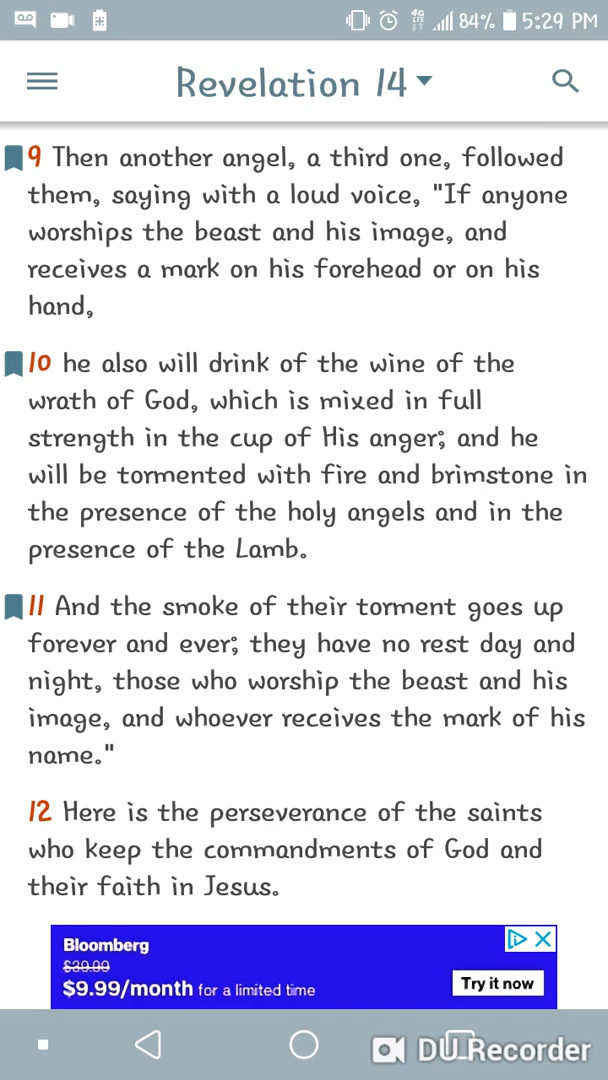 4G
LTE
84%
5:29 PM
Revelation 14
9 Then another angel, a third one, followed
them, saying with a loud voice, "If anyone
worships the beast and his image, and
receives a mark on his forehead or on his
hand,
10 he also will drink of the wine of the
wrath of God, which is mixed in full
strength in the cup of His anger; and he
will be tormented with fire and brimstone in
the presence of the holy angels and in the
presence of the Lamb.
11 And the smoke of their torment goes up
forever and ever; they have no rest day and
night, those who worship the beast and his
image, and whoever receives the mark of his
name."
12 Here is the perseverance of the saints
who keep the commandments of God and
their faith in Jesus.
Bloomberg
$39.99
$9.99/month for a limited time
Try it now
DU Recorder